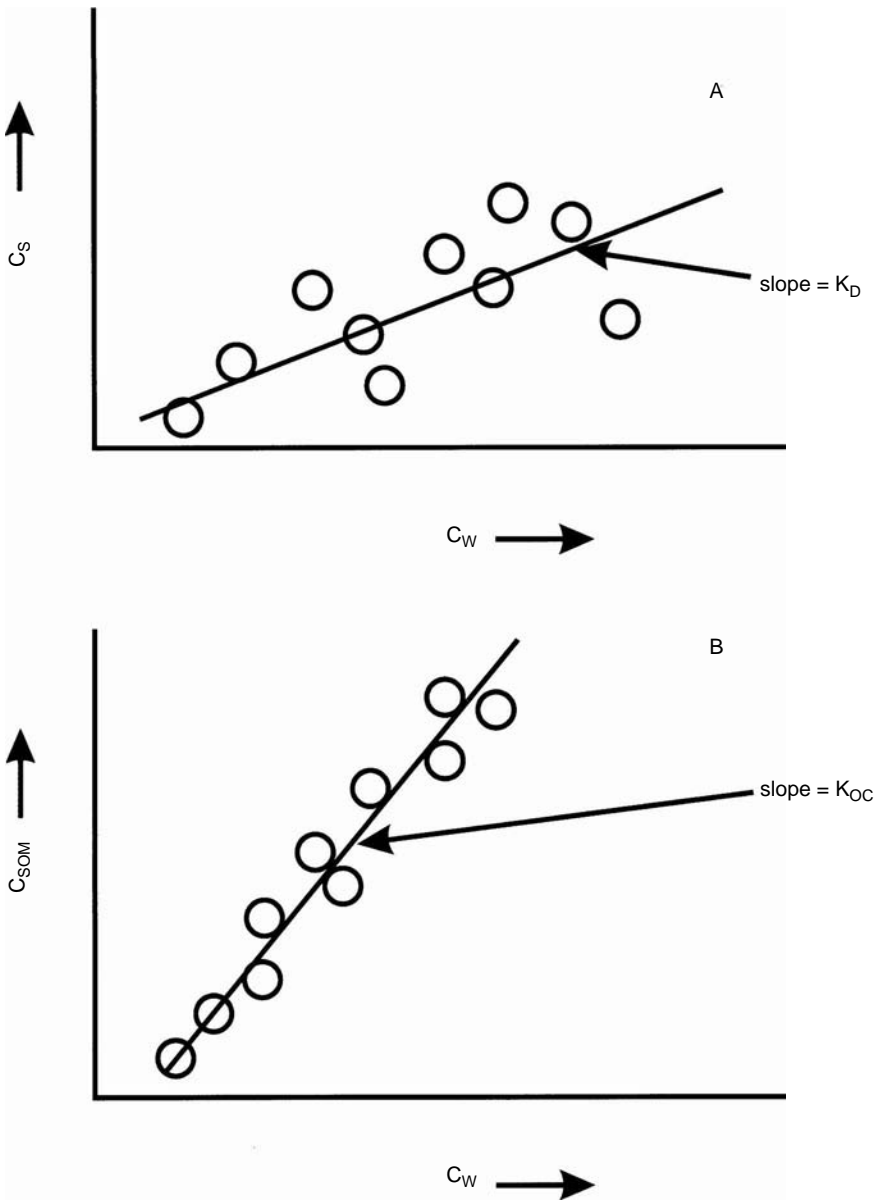 A
C_S
slope = K_D
C_W
B
C_SOM
slope = K_OC
C_W